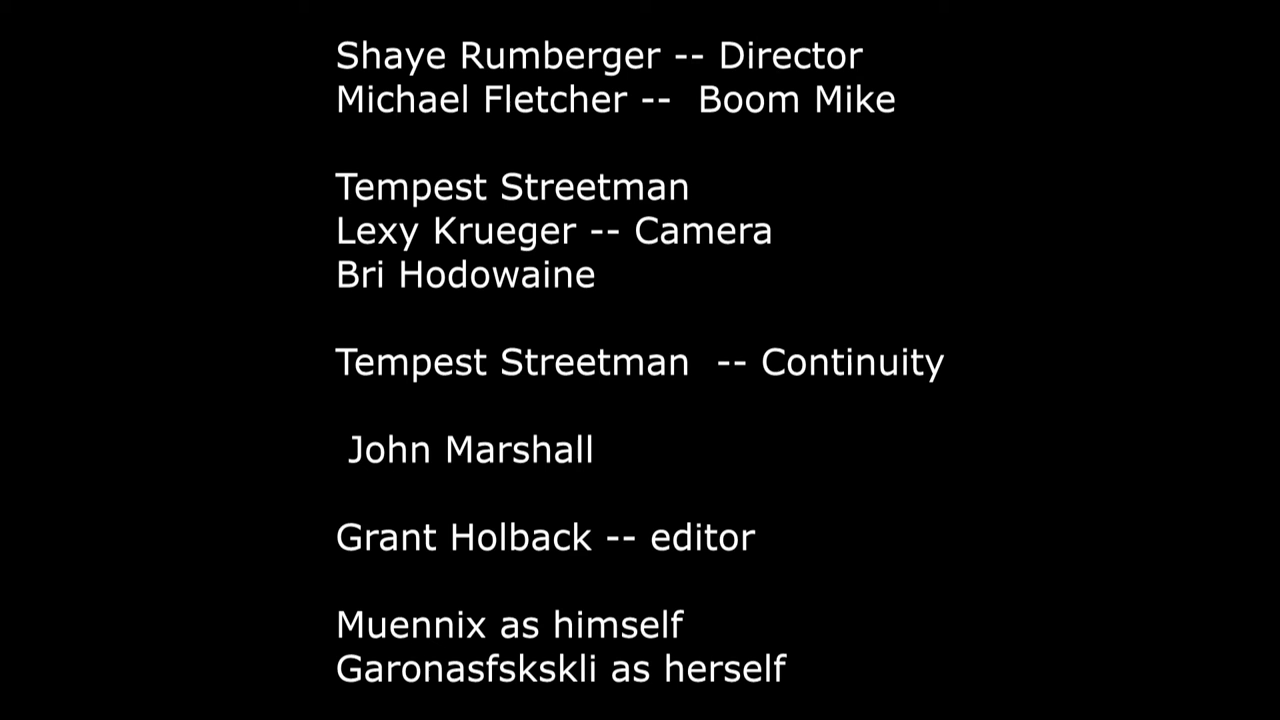 Shaye Rumberger -- Director
Michael Fletcher -- Boom Mike
Tempest Streetman
Lexy Krueger -- Camera
Bri Hodowaine
Tempest Streetman -- Continuity
John Marshall
Grant Holback -- editor
Muennix as himself
Garonasfskskli as herself